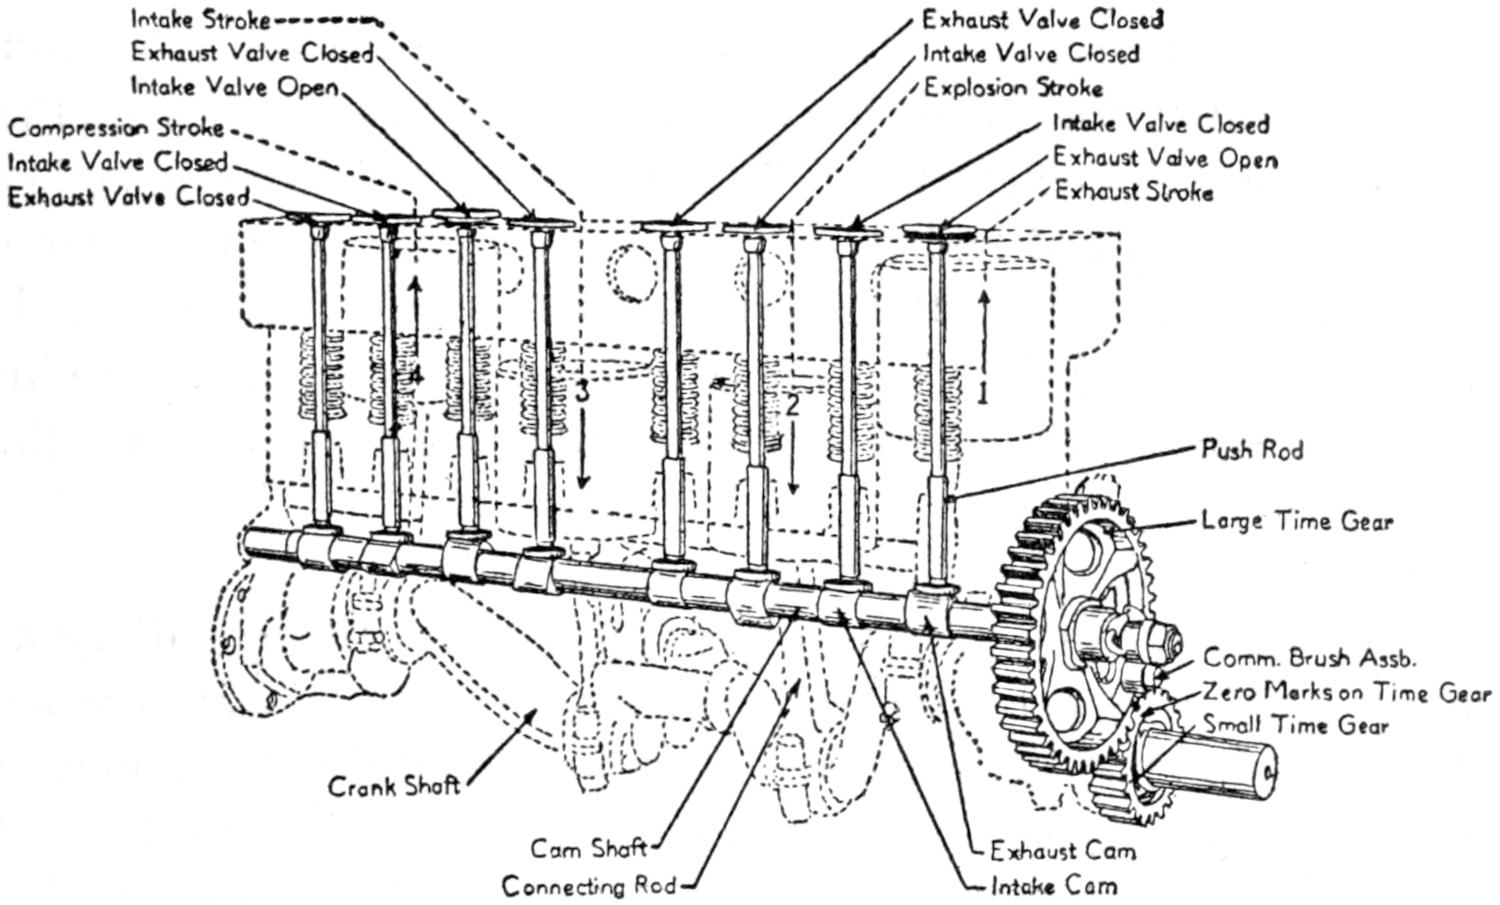 Intake Stroke
Exhaust Valve Closed
Intake Valve Open
Compression Stroke
Intake Valve Closed
Exhaust Valve Closed
Exhaust Valve Closed
Intake Valve Closed
Explosion Stroke
Intake Valve Closed
Exhaust Valve Open
Exhaust Stroke
4
3
2
1
Push Rod
Large Time Gear
Comm. Brush Assb.
Zero Marks on Time Gear
Small Time Gear
Crank Shaft
Cam Shaft
Connecting Rod
Exhaust Cam
Intake Cam